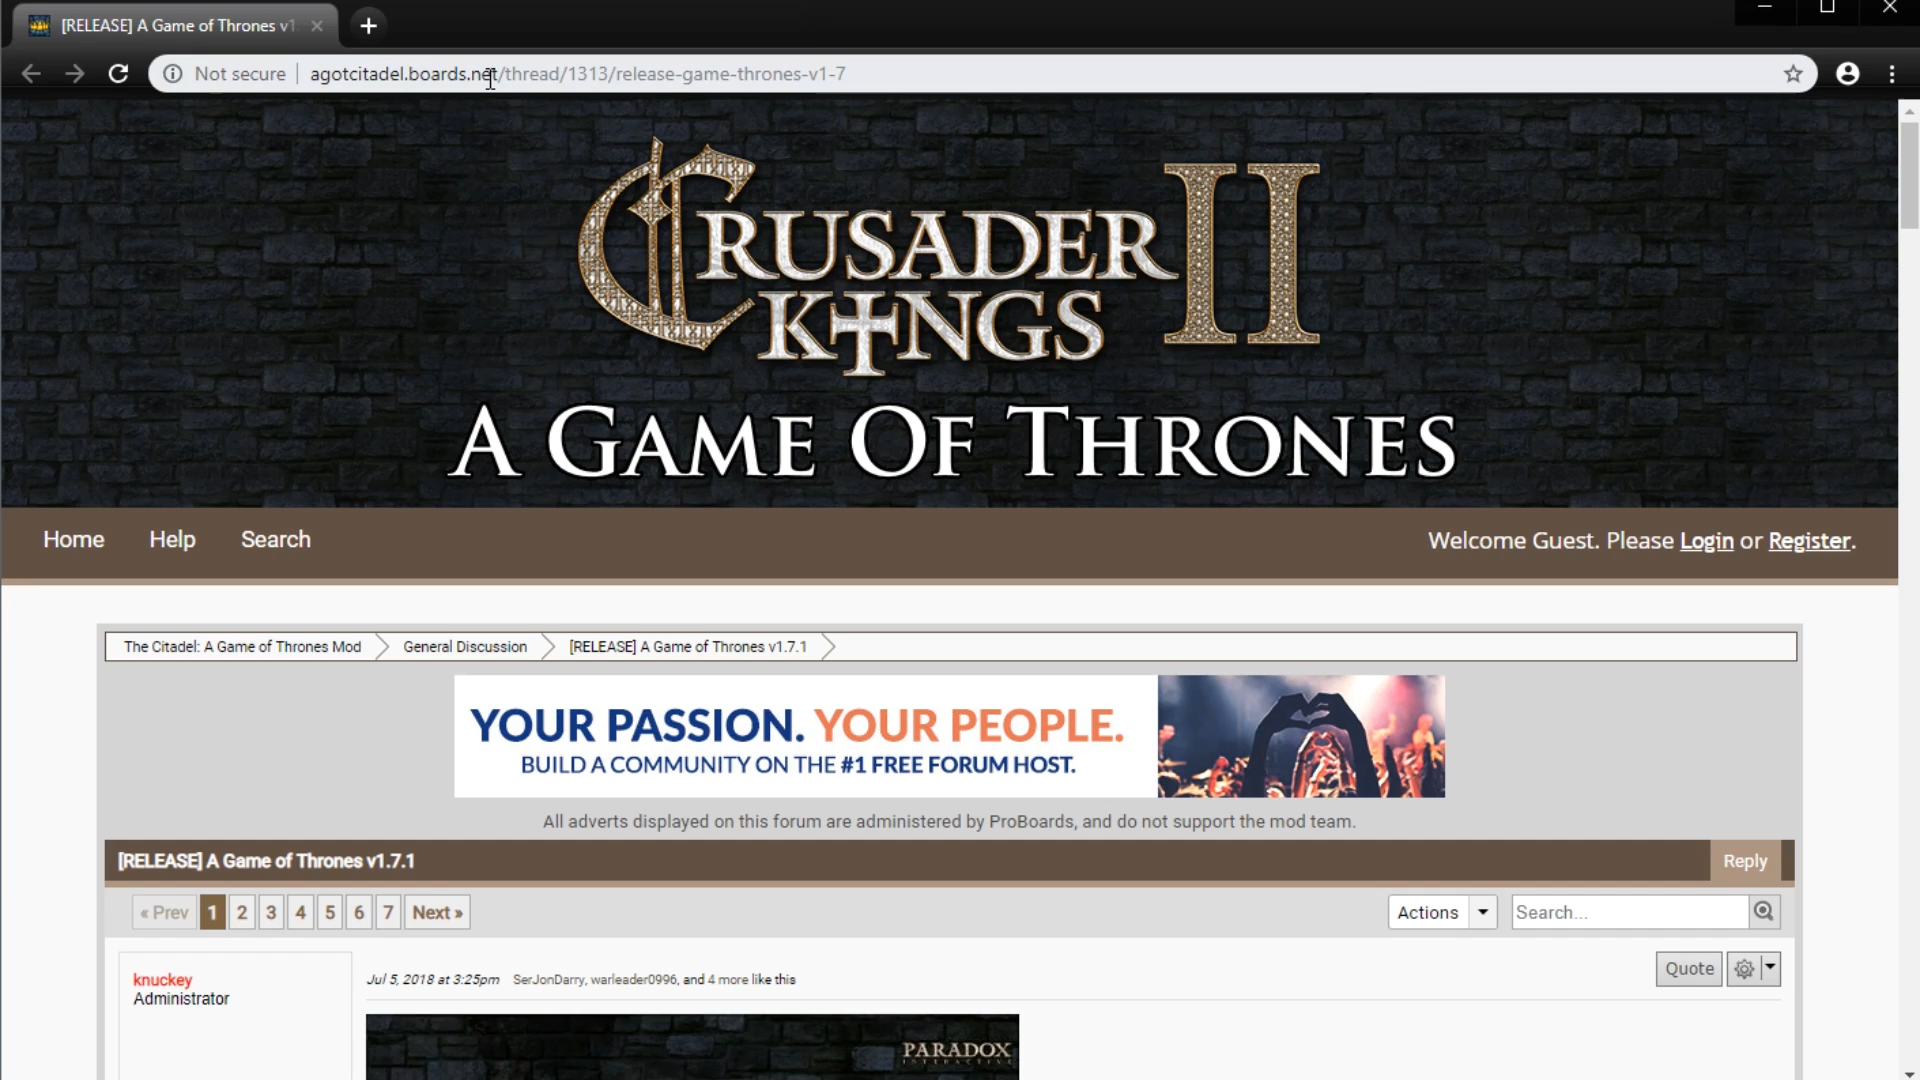 [RELEASE] A Game of Thrones v1
Not secure agotcitadel.boards.net/thread/1313/release-game-thrones-v1-7
CRUSADER KINGS II
A GAME OF THRONES
Home Help Search Welcome Guest. Please Login or Register.
The Citadel: A Game of Thrones Mod General Discussion [RELEASE] A Game of Thrones v1.7.1
YOUR PASSION. YOUR PEOPLE.
BUILD A COMMUNITY ON THE #1 FREE FORUM HOST.
All adverts displayed on this forum are administered by ProBoards, and do not support the mod team.
[RELEASE] A Game of Thrones v1.7.1 Reply
« Prev 1 2 3 4 5 6 7 Next » Actions Search...
knuckey Jul 5, 2018 at 3:25pm SerJonDarry, warleader0996, and 4 more like this Quote
Administrator
PARADOX
INTERACTIVE